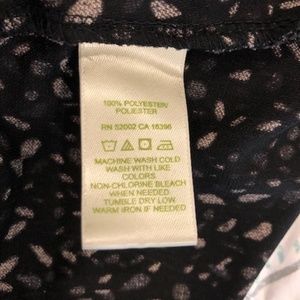 100% POLYESTER/
POLIESTER
RN 52002 CA 16396
MACHINE WASH COLD
WASH WITH LIKE
COLORS
NON-CHLORINE BLEACH
WHEN NEEDED
TUMBLE DRY LOW
WARM IRON IF NEEDED